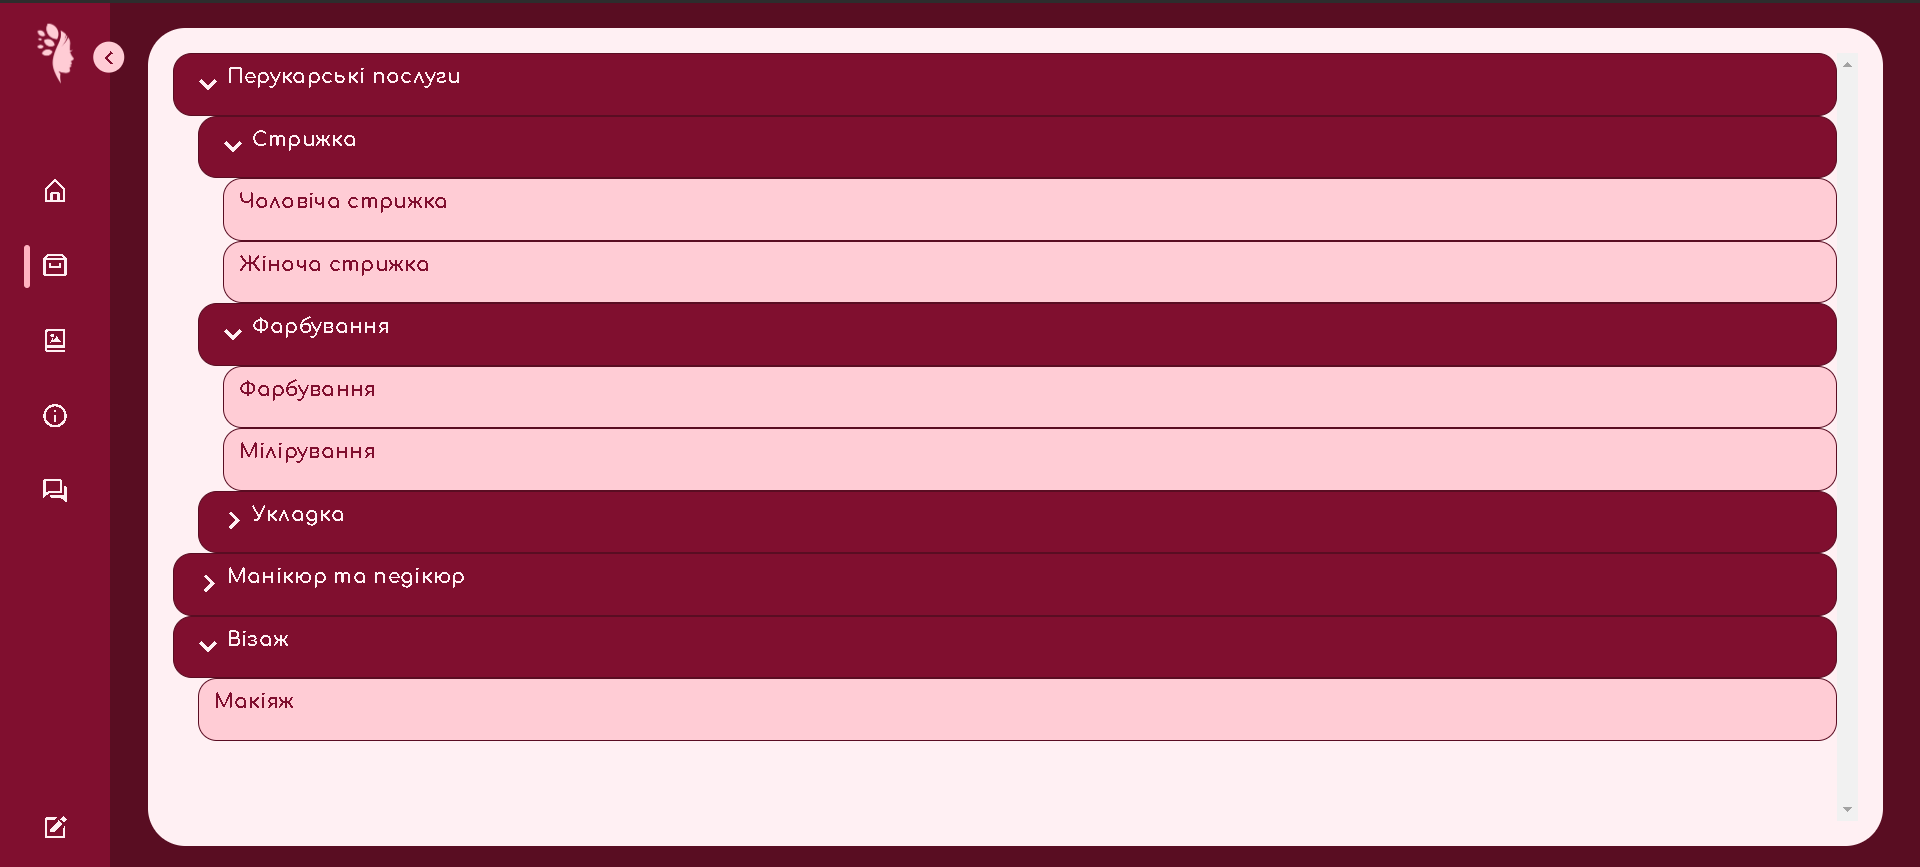 Перукарські послуги
Стрижка
Чоловіча стрижка
Жіноча стрижка
Фарбування
Фарбування
Мілірування
Укладка
Манікюр та педікюр
Візаж
Макіяж